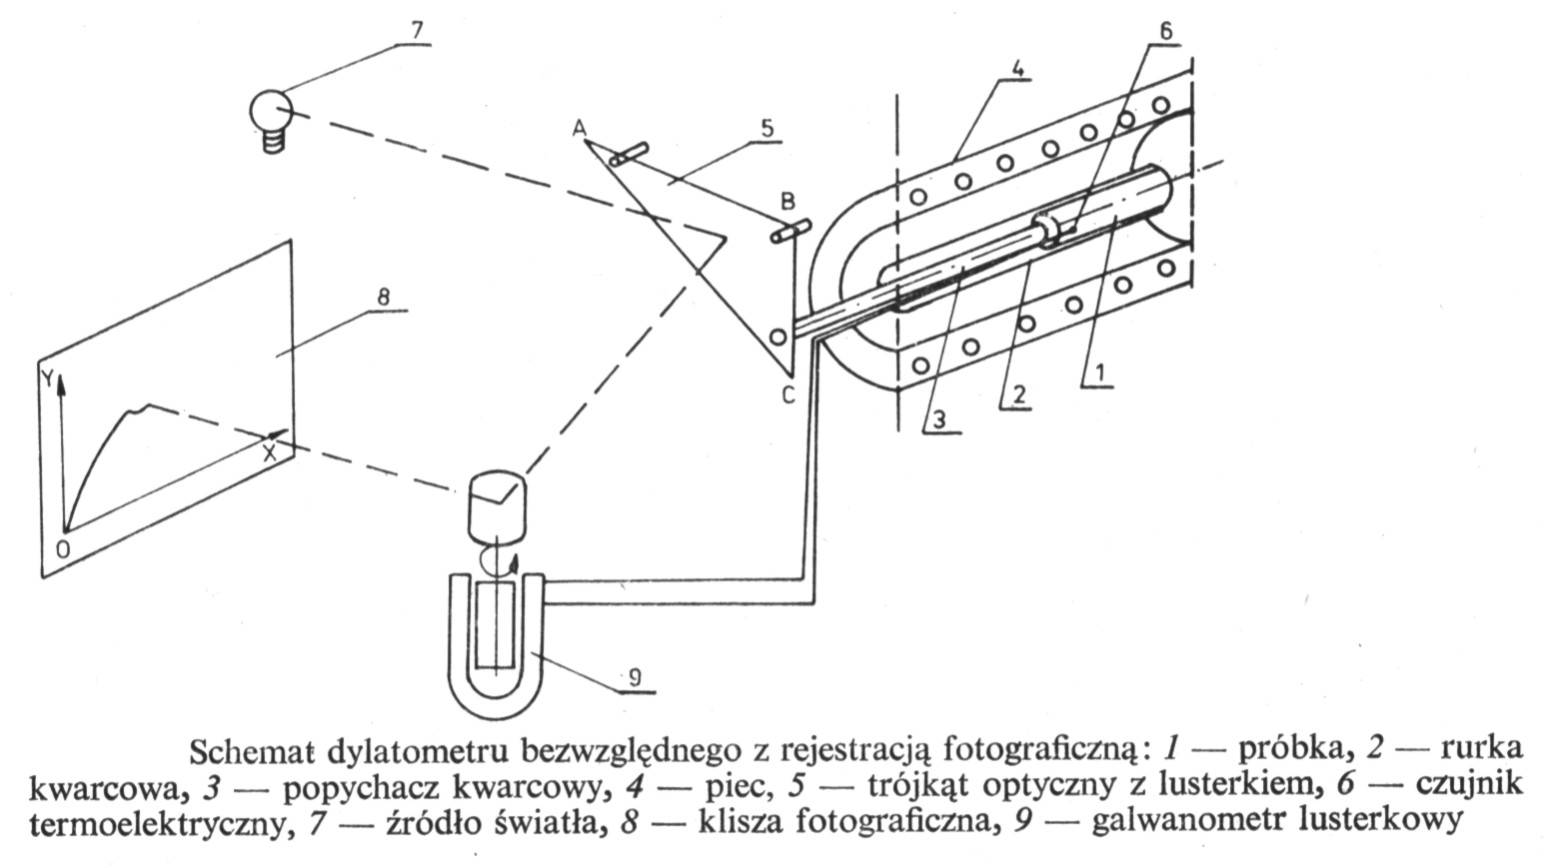 7
6
4
A
5
B
8
Y
1
C
2
3
X
O
9
Schemat dylatometru bezwzględnego z rejestracją fotograficzną: 1 — próbka, 2 — rurka
kwarcowa, 3 — popychacz kwarcowy, 4 — piec, 5 — trójkąt optyczny z lusterkiem, 6 — czujnik
termoelektryczny, 7 — źródło światła, 8 — klisza fotograficzna, 9 — galwanometr lusterkowy